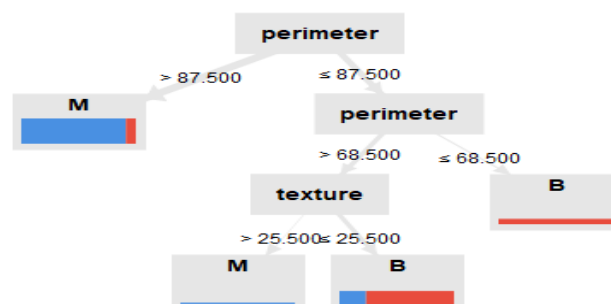 perimeter
> 87.500 ≤ 87.500
M
perimeter
> 68.500 ≤ 68.500
texture
B
> 25.500 ≤ 25.500
M B